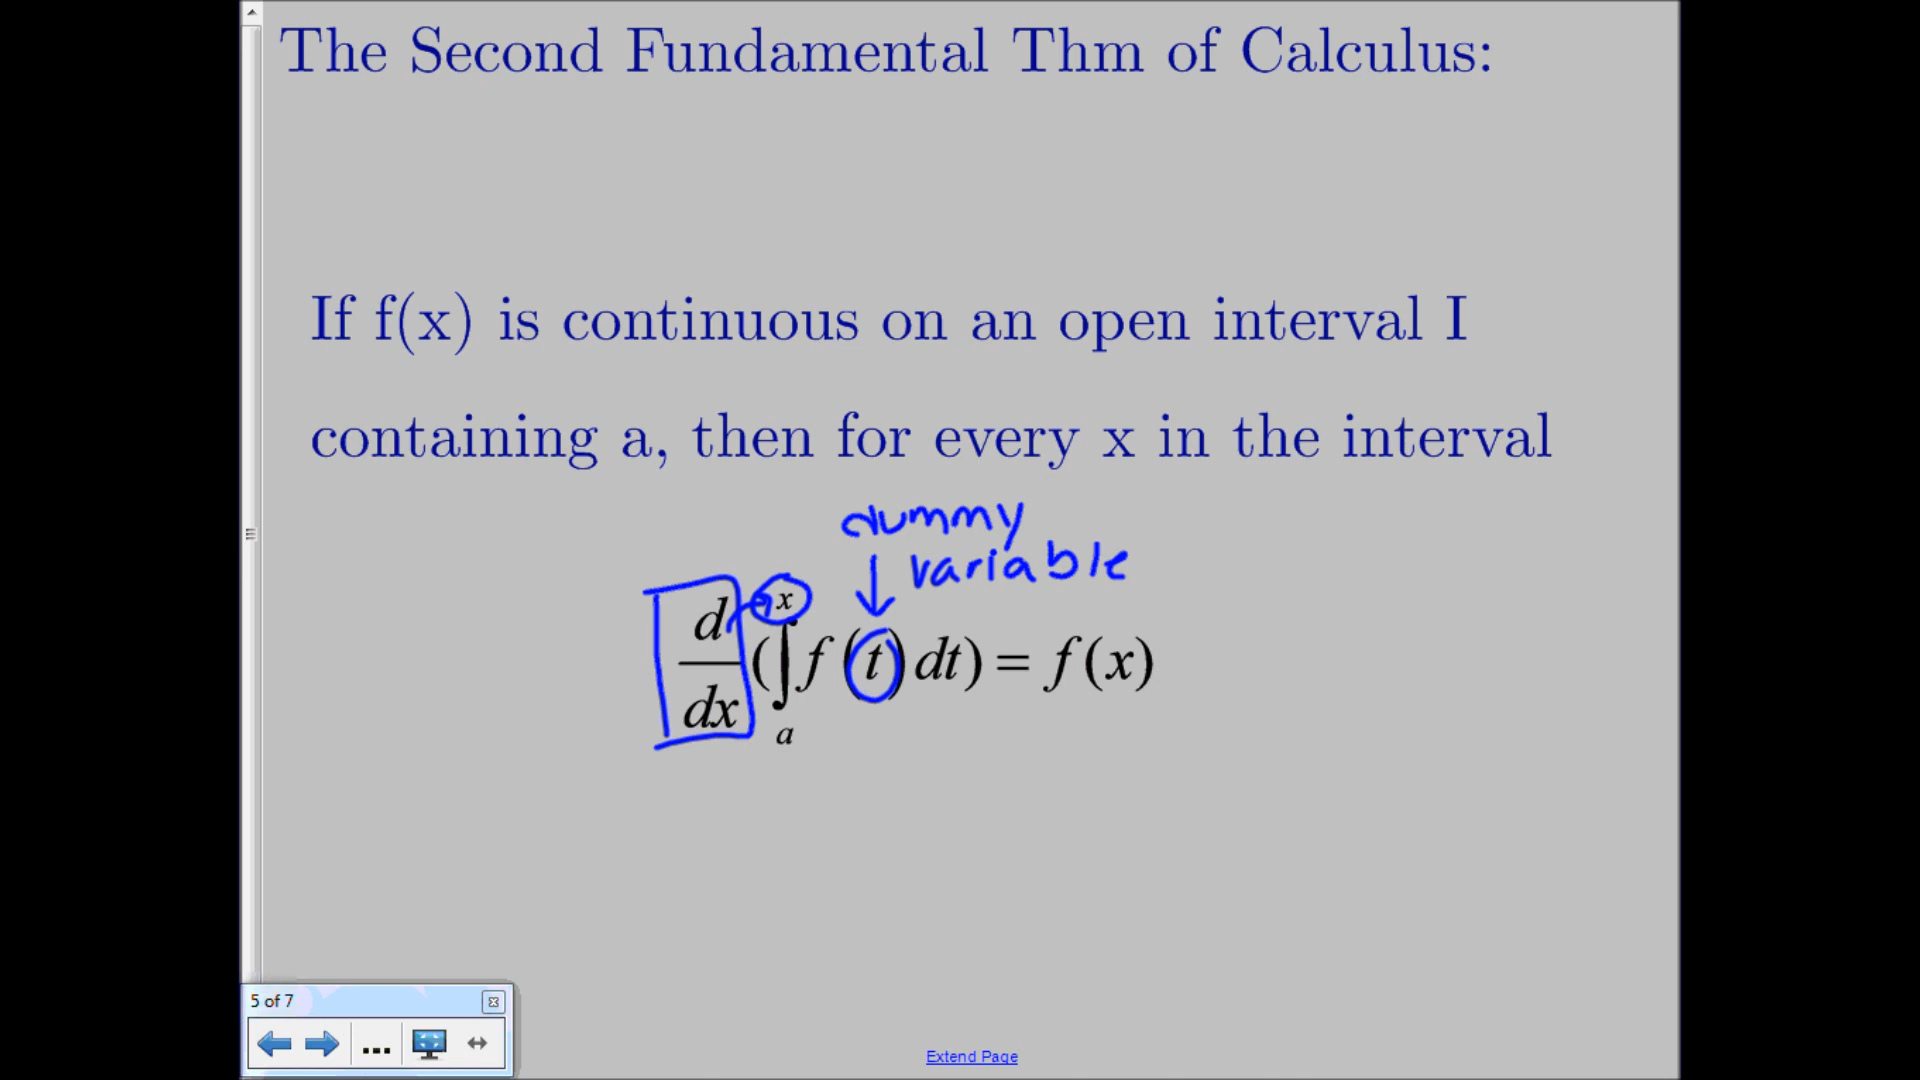 The Second Fundamental Thm of Calculus:
If f(x) is continuous on an open interval I
containing a, then for every x in the interval
dummy
variable
d/dx (∫_a^x f(t) dt) = f(x)
5 of 7
...
Extend Page